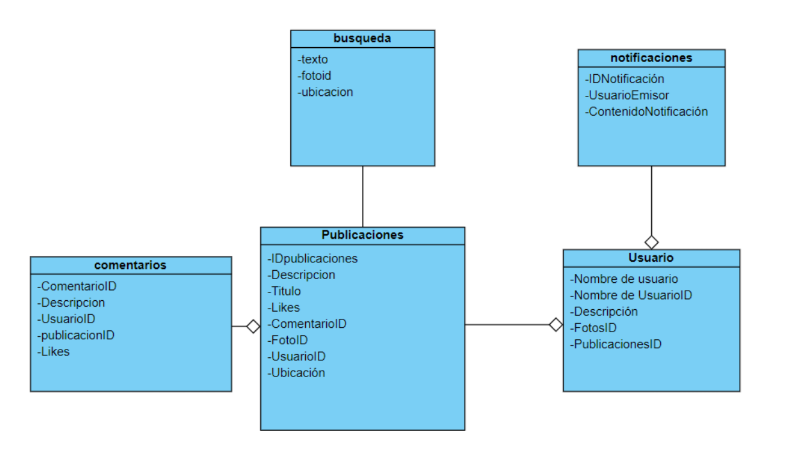 busqueda
-texto
-fotoid
-ubicacion
notificaciones
-IDNotificación
-UsuarioEmisor
-ContenidoNotificación
comentarios
-ComentarioID
-Descripcion
-UsuarioID
-publicacionID
-Likes
Publicaciones
-IDpublicaciones
-Descripcion
-Titulo
-Likes
-ComentarioID
-FotoID
-UsuarioID
-Ubicación
Usuario
-Nombre de usuario
-Nombre de UsuarioID
-Descripción
-FotosID
-PublicacionesID